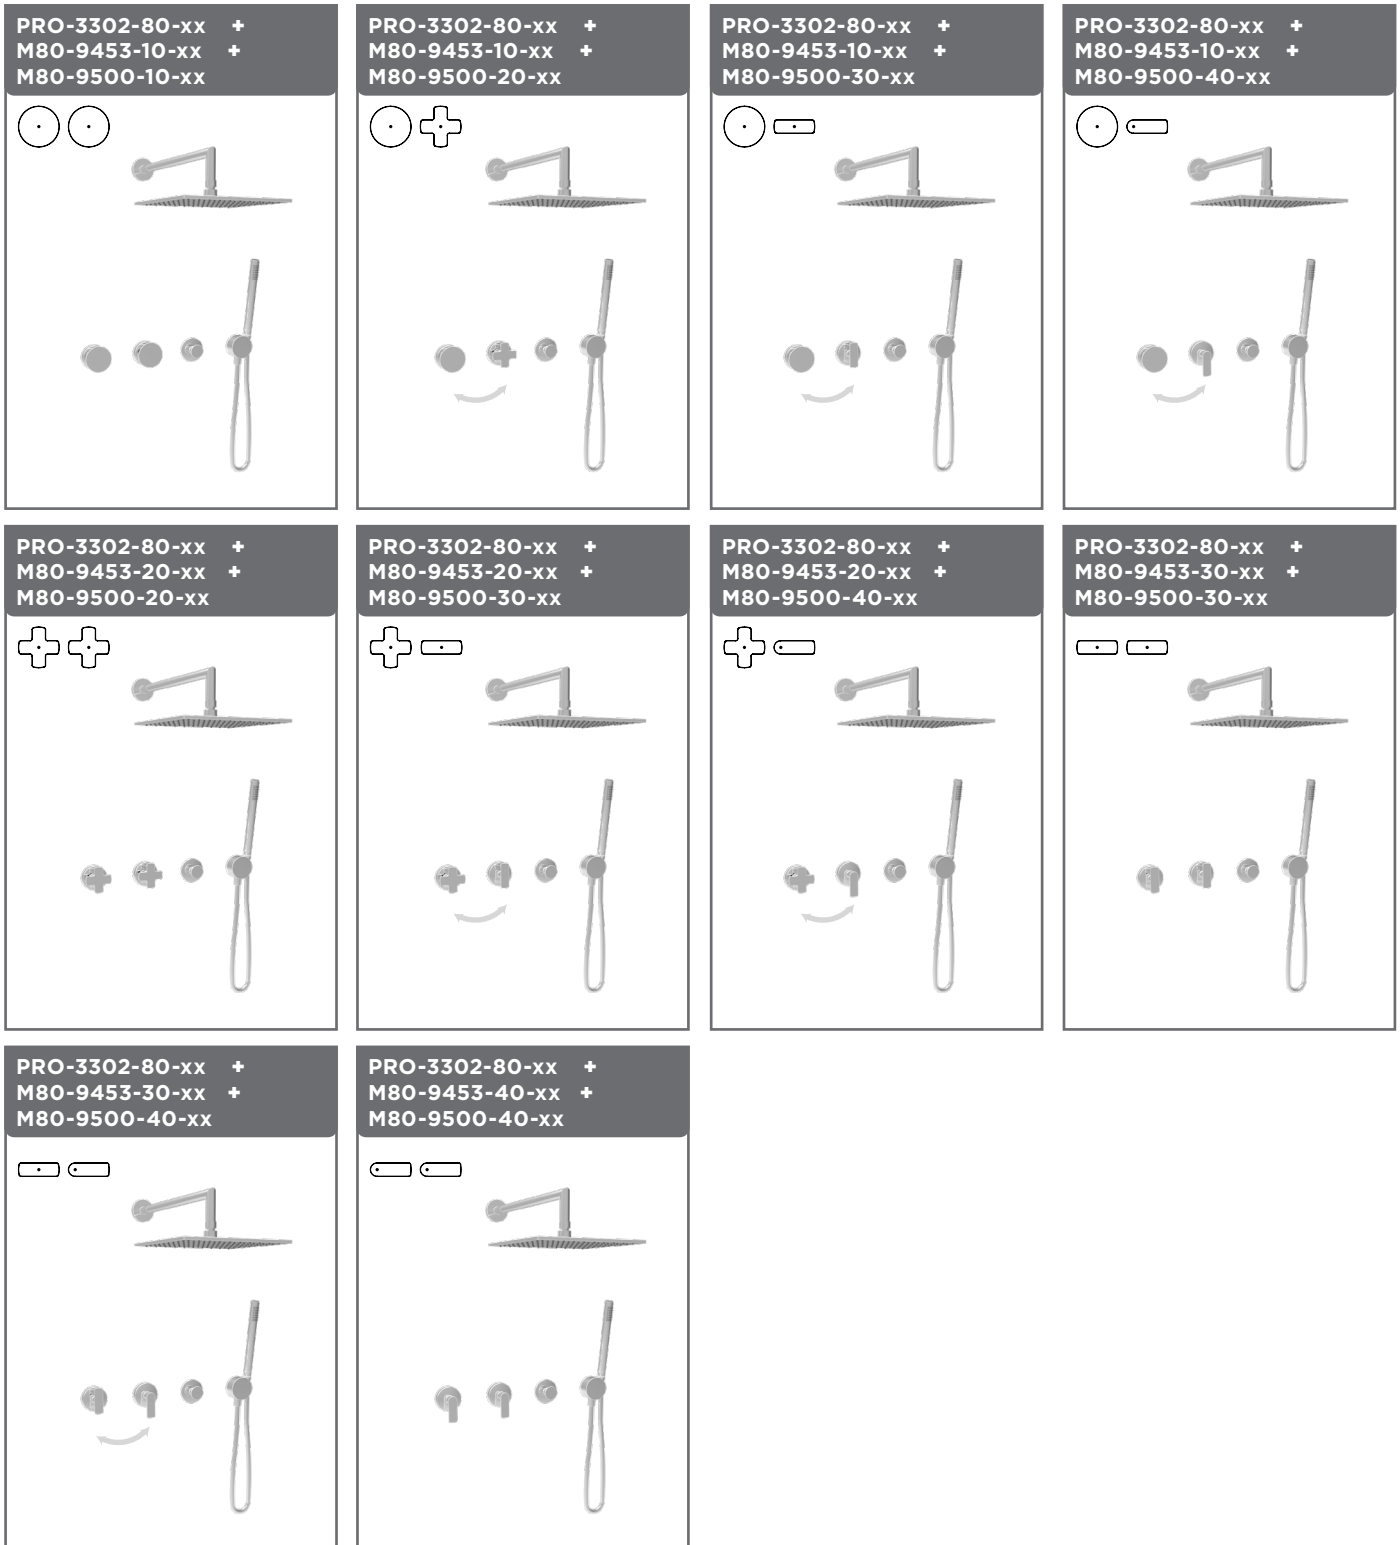 PRO-3302-80-xx +
M80-9453-10-xx +
M80-9500-10-xx
PRO-3302-80-xx +
M80-9453-10-xx +
M80-9500-20-xx
PRO-3302-80-xx +
M80-9453-10-xx +
M80-9500-30-xx
PRO-3302-80-xx +
M80-9453-10-xx +
M80-9500-40-xx
PRO-3302-80-xx +
M80-9453-20-xx +
M80-9500-20-xx
PRO-3302-80-xx +
M80-9453-20-xx +
M80-9500-30-xx
PRO-3302-80-xx +
M80-9453-20-xx +
M80-9500-40-xx
PRO-3302-80-xx +
M80-9453-30-xx +
M80-9500-30-xx
PRO-3302-80-xx +
M80-9453-30-xx +
M80-9500-40-xx
PRO-3302-80-xx +
M80-9453-40-xx +
M80-9500-40-xx